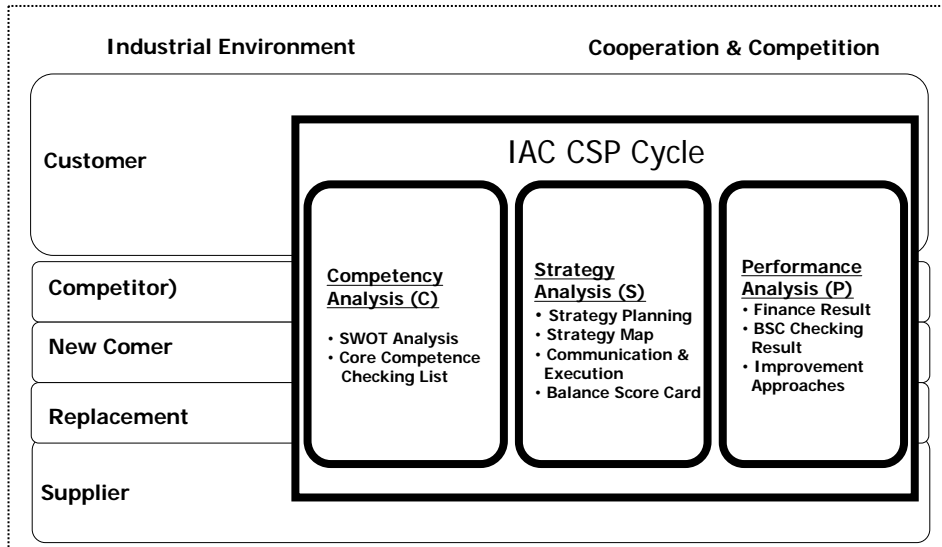 Industrial Environment
Cooperation & Competition
Customer
Competitor)
New Comer
Replacement
Supplier
IAC CSP Cycle
Competency
Analysis (C)
• SWOT Analysis
• Core Competence
Checking List
Strategy
Analysis (S)
• Strategy Planning
• Strategy Map
• Communication &
Execution
• Balance Score Card
Performance
Analysis (P)
• Finance Result
• BSC Checking
Result
• Improvement
Approaches